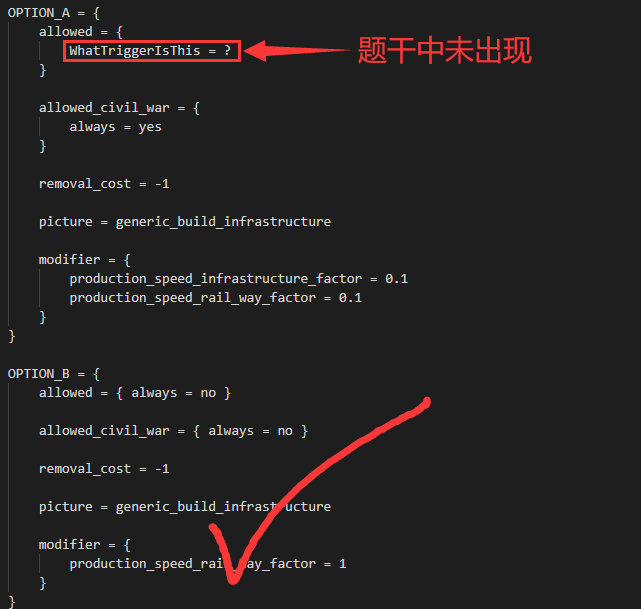 OPTION_A = {
allowed = {
WhatTriggerIsThis = ?
题干中未出现
}
allowed_civil_war = {
always = yes
}
removal_cost = -1
picture = generic_build_infrastructure
modifier = {
production_speed_infrastructure_factor = 0.1
production_speed_rail_way_factor = 0.1
}
}
OPTION_B = {
allowed = { always = no }
allowed_civil_war = { always = no }
removal_cost = -1
picture = generic_build_infrastructure
modifier = {
production_speed_rail_way_factor = 1
}
}